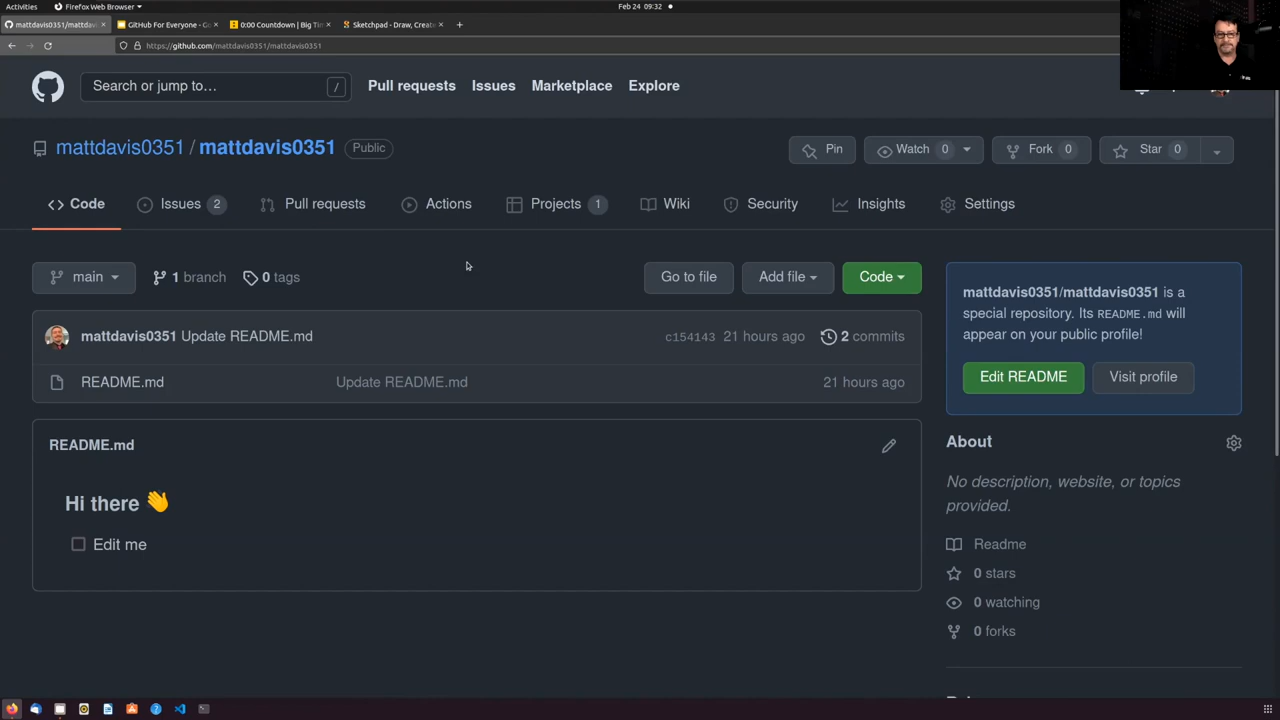 Activities
Firefox Web Browser
Feb 24 09:32
mattdavis0351/mattdavi
GitHub For Everyone - Go
0:00 Countdown | Big Tim
Sketchpad - Draw, Create
https://github.com/mattdavis0351/mattdavis0351
Search or jump to…
/
Pull requests
Issues
Marketplace
Explore
mattdavis0351 / mattdavis0351
Public
Pin
Watch 0
Fork 0
Star 0
Code
Issues 2
Pull requests
Actions
Projects 1
Wiki
Security
Insights
Settings
main
1 branch
0 tags
Go to file
Add file
Code
mattdavis0351 Update README.md
c154143 21 hours ago
2 commits
README.md
Update README.md
21 hours ago
README.md
Hi there 👋
Edit me
mattdavis0351/mattdavis0351 is a
special repository. Its README.md will
appear on your public profile!
Edit README
Visit profile
About
No description, website, or topics
provided.
Readme
0 stars
0 watching
0 forks